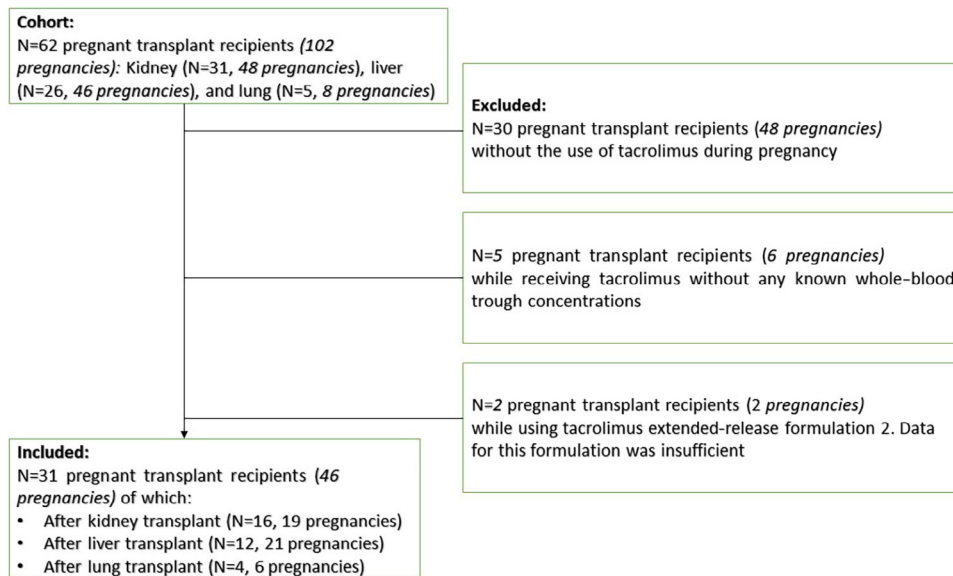 Cohort:
N=62 pregnant transplant recipients (102
pregnancies): Kidney (N=31, 48 pregnancies), liver
(N=26, 46 pregnancies), and lung (N=5, 8 pregnancies)
Excluded:
N=30 pregnant transplant recipients (48 pregnancies)
without the use of tacrolimus during pregnancy
N=5 pregnant transplant recipients (6 pregnancies)
while receiving tacrolimus without any known whole-blood
trough concentrations
N=2 pregnant transplant recipients (2 pregnancies)
while using tacrolimus extended-release formulation 2. Data
for this formulation was insufficient
Included:
N=31 pregnant transplant recipients (46
pregnancies) of which:
• After kidney transplant (N=16, 19 pregnancies)
• After liver transplant (N=12, 21 pregnancies)
• After lung transplant (N=4, 6 pregnancies)